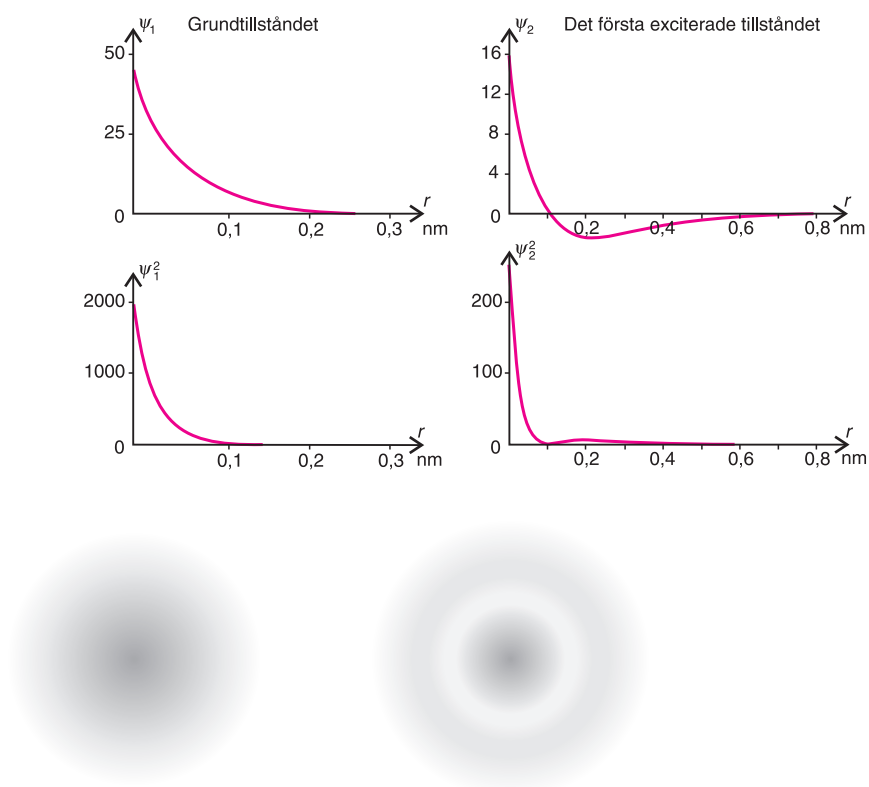 ψ₁ Grundtillståndet
50
25
0
0,1 0,2 0,3
r
nm
ψ₂ Det första exciterade tillståndet
16
12
8
4
0
0,2 0,4 0,6 0,8
r
nm
ψ₁²
2000
1000
0
0,1 0,2 0,3
r
nm
ψ₂²
200
100
0
0,2 0,4 0,6 0,8
r
nm